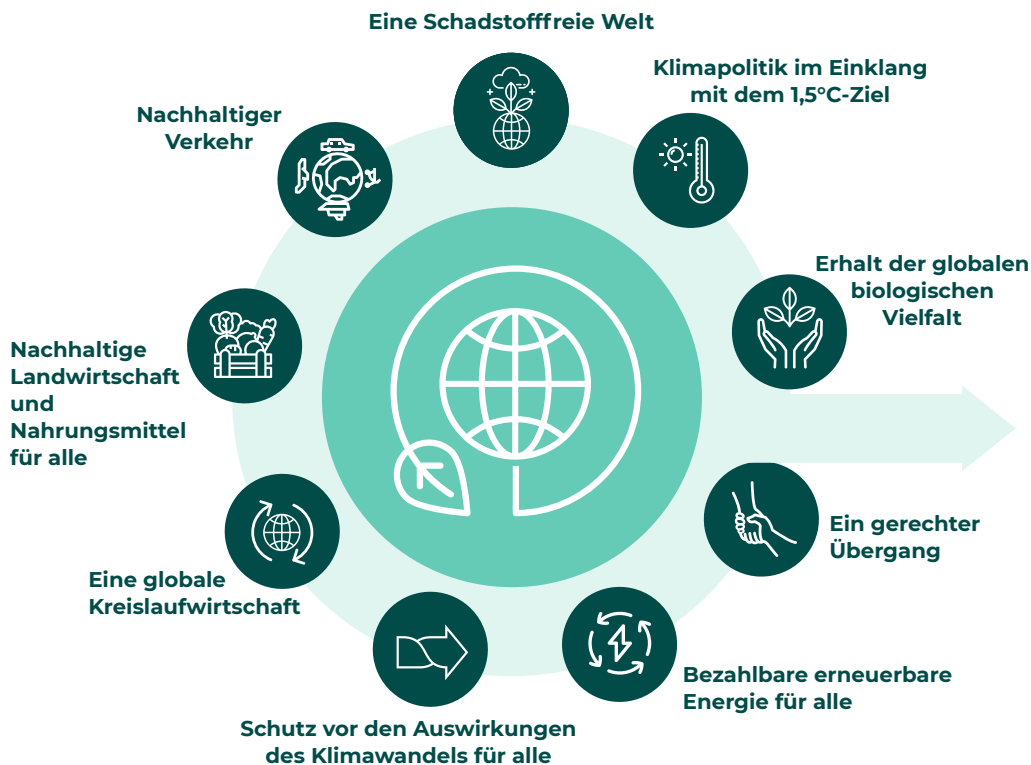 Eine Schadstofffreie Welt
Klimapolitik im Einklang
mit dem 1,5°C-Ziel
Erhalt der globalen
biologischen
Vielfalt
Ein gerechter
Übergang
Bezahlbare erneuerbare
Energie für alle
Schutz vor den Auswirkungen
des Klimawandels für alle
Eine globale
Kreislaufwirtschaft
Nachhaltige
Landwirtschaft
und
Nahrungsmittel
für alle
Nachhaltiger
Verkehr